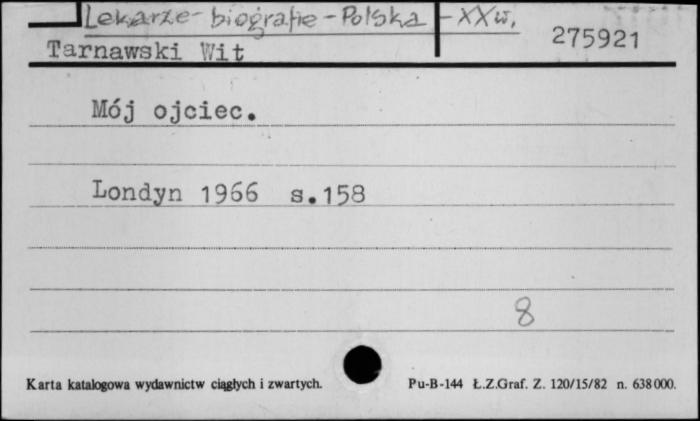 Lekarze - biografie - Polska - XX w.
275921
Tarnawski Wit
Mój ojciec.
Londyn 1966 s.158
8
Karta katalogowa wydawnictw ciągłych i zwartych.
Pu-B-144 Ł.Z.Graf. Z. 120/15/82 n. 638000.